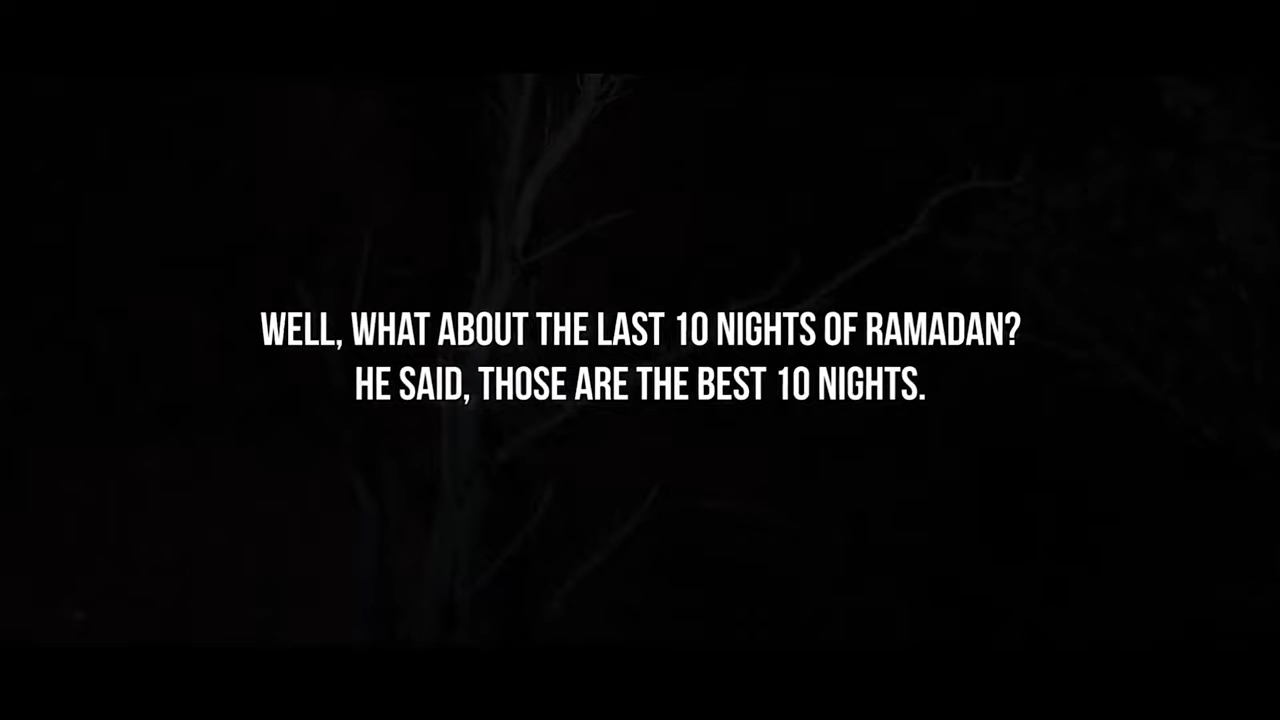 WELL, WHAT ABOUT THE LAST 10 NIGHTS OF RAMADAN?
HE SAID, THOSE ARE THE BEST 10 NIGHTS.